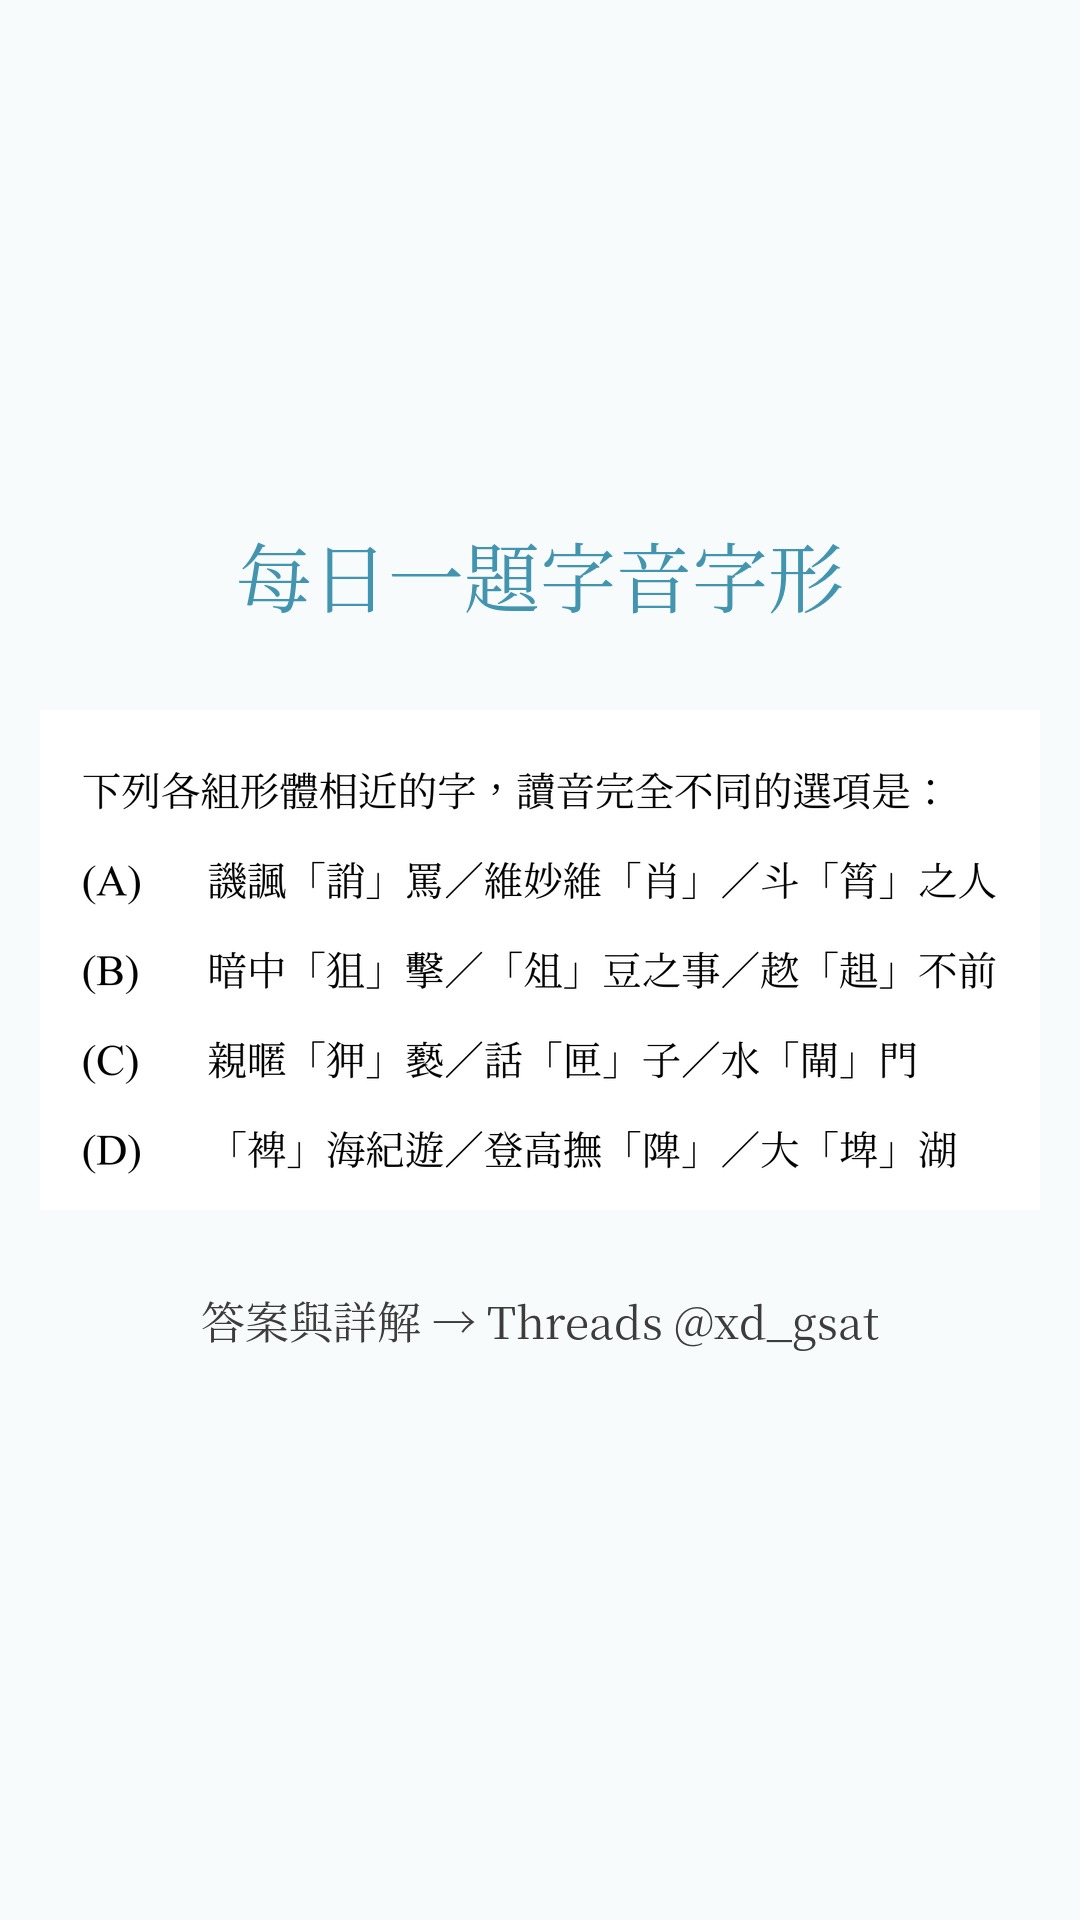 每日一題字音字形
下列各組形體相近的字，讀音完全不同的選項是：
(A) 譏諷「誚」罵／維妙維「肖」／斗「筲」之人
(B) 暗中「狙」擊／「俎」豆之事／趑「趄」不前
(C) 親暱「狎」褻／話「匣」子／水「閘」門
(D) 「裨」海紀遊／登高撫「陴」／大「埤」湖
答案與詳解 → Threads @xd_gsat